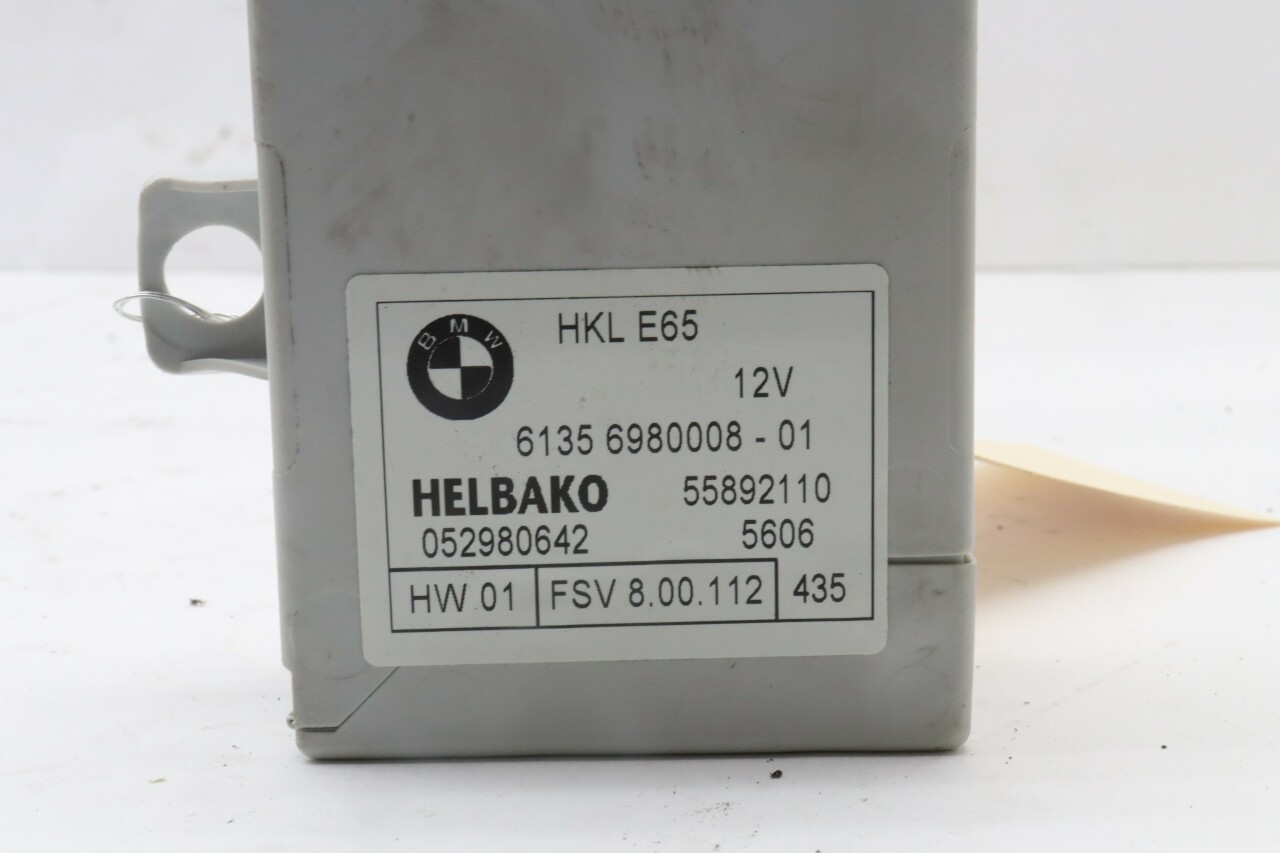 BMW HKL E65
12V
6135 6980008 - 01
HELBAKO 55892110
052980642 5606
HW 01 FSV 8.00.112 435